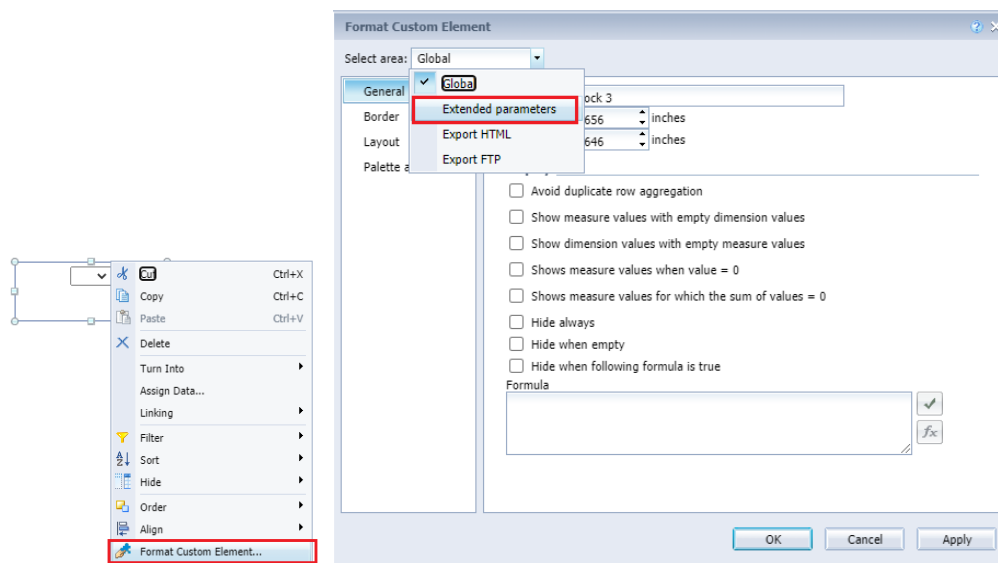 Format Custom Element
Select area: Global
Global
Extended parameters
Export HTML
Export FTP
General
Border
Layout
Palette a
ock 3
656 inches
646 inches
Avoid duplicate row aggregation
Show measure values with empty dimension values
Show dimension values with empty measure values
Shows measure values when value = 0
Shows measure values for which the sum of values = 0
Hide always
Hide when empty
Hide when following formula is true
Formula
fx
OK Cancel Apply
Cut Ctrl+X
Copy Ctrl+C
Paste Ctrl+V
Delete
Turn Into
Assign Data...
Linking
Filter
Sort
Hide
Order
Align
Format Custom Element...